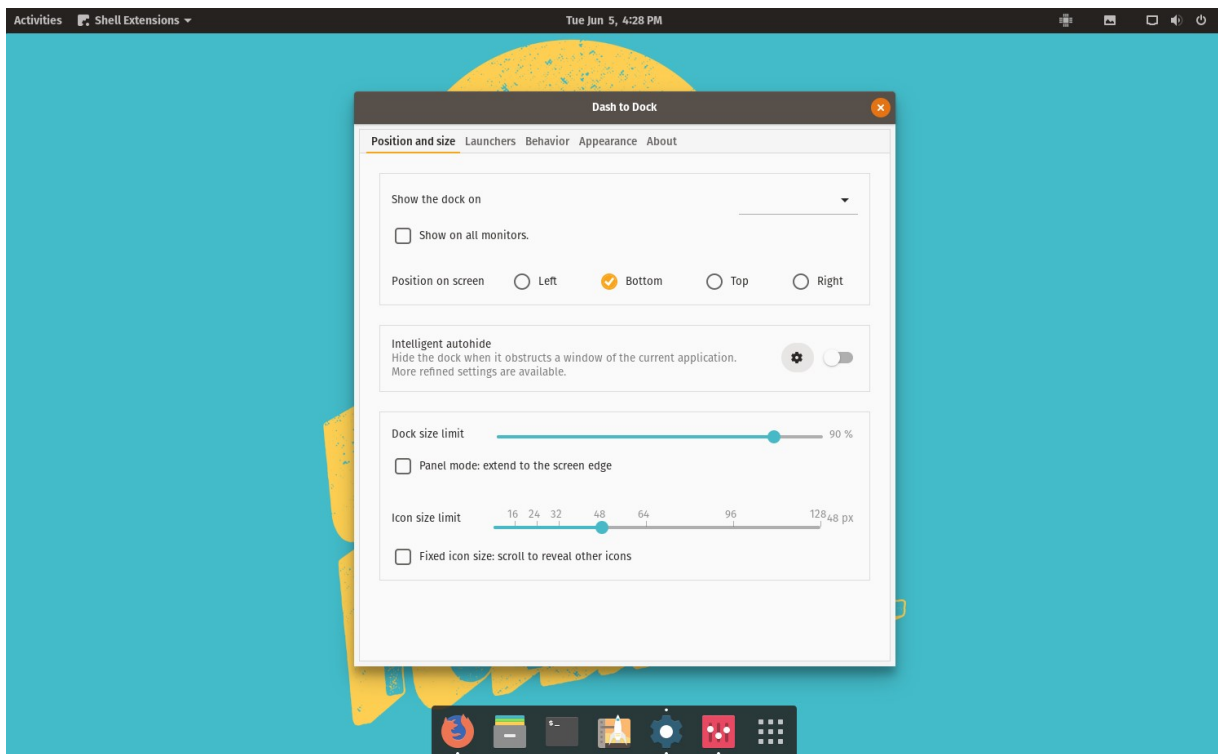 Activities Shell Extensions Tue Jun 5, 4:28 PM
Dash to Dock
Position and size Launchers Behavior Appearance About
Show the dock on
Show on all monitors.
Position on screen Left Bottom Top Right
Intelligent autohide
Hide the dock when it obstructs a window of the current application.
More refined settings are available.
Dock size limit 90 %
Panel mode: extend to the screen edge
16 24 32 48 64 96 128
Icon size limit 48 px
Fixed icon size: scroll to reveal other icons
$_